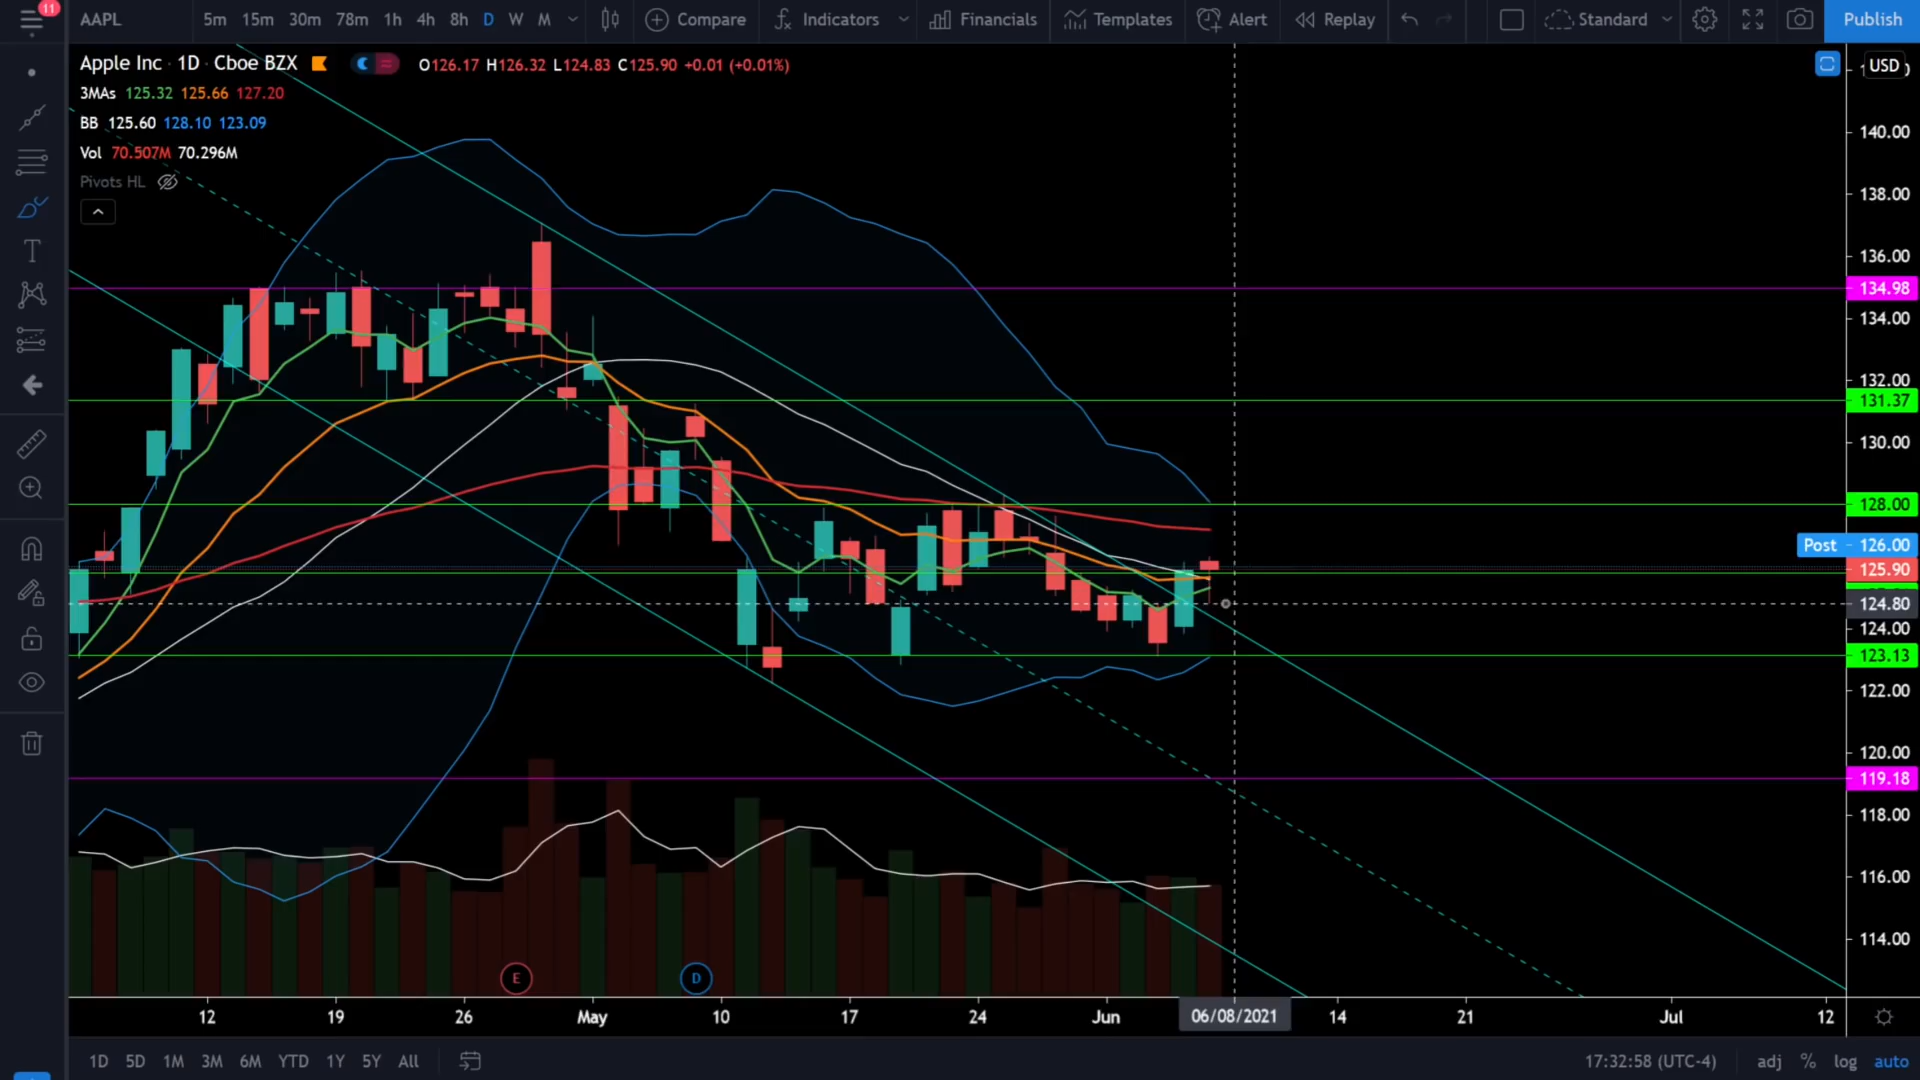 11
AAPL 5m 15m 30m 78m 1h 4h 8h D W M Compare Indicators Financials Templates Alert Replay Standard Publish
Apple Inc · 1D · Cboe BZX O126.17 H126.32 L124.83 C125.90 +0.01 (+0.01%)
USD
3MAs 125.32 125.66 127.20
BB 125.60 128.10 123.09
Vol 70.507M 70.296M
Pivots HL
140.00
138.00
136.00
134.98
134.00
132.00
131.37
130.00
128.00
Post 126.00
125.90
124.80
124.00
123.13
122.00
120.00
119.18
118.00
116.00
114.00
E D
12 19 26 May 10 17 24 Jun 06/08/2021 14 21 Jul 12
1D 5D 1M 3M 6M YTD 1Y 5Y All 17:32:58 (UTC-4) adj % log auto